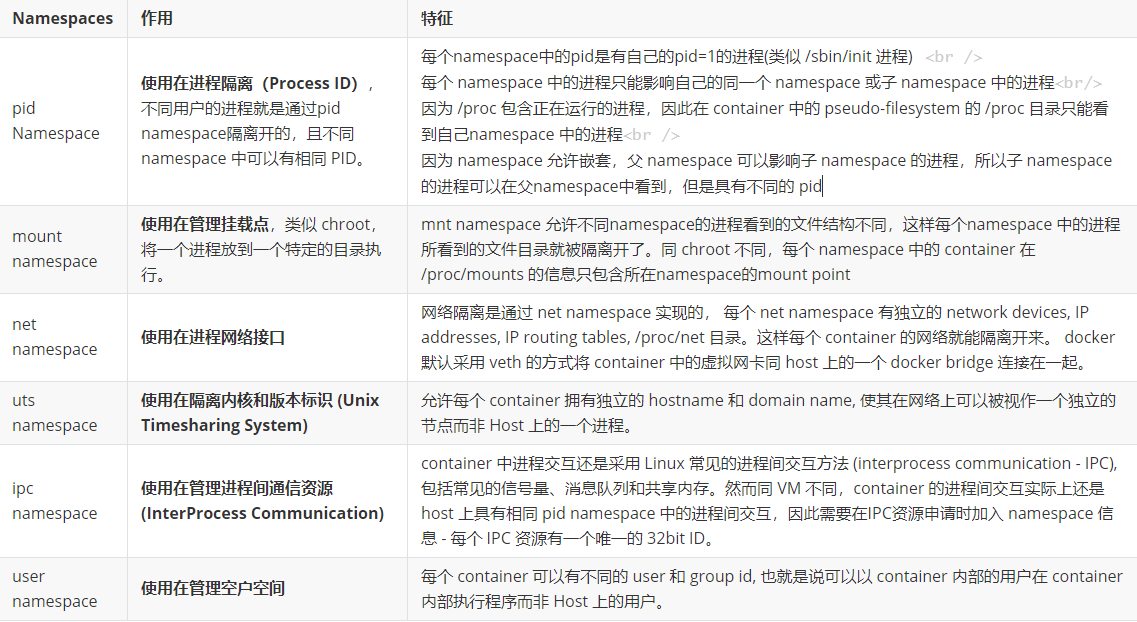 Namespaces 作用 特征
每个namespace中的pid是有自己的pid=1的进程(类似 /sbin/init 进程) <br />
使用在进程隔离（Process ID）, 每个 namespace 中的进程只能影响自己的同一个 namespace 或子 namespace 中的进程<br/>
pid 不同用户的进程就是通过pid 因为 /proc 包含正在运行的进程，因此在 container 中的 pseudo-filesystem 的 /proc 目录只能看
Namespace namespace隔离开的，且不同 到自己namespace 中的进程<br />
namespace 中可以有相同 PID。 因为 namespace 允许嵌套，父 namespace 可以影响子 namespace 的进程，所以子 namespace
的进程可以在父namespace中看到，但是具有不同的 pid
使用在管理挂载点，类似 chroot， mnt namespace 允许不同namespace的进程看到的文件结构不同，这样每个namespace 中的进程
mount 将一个进程放到一个特定的目录执 所看到的文件目录就被隔离开了。同 chroot 不同，每个 namespace 中的 container 在
namespace 行。 /proc/mounts 的信息只包含所在namespace的mount point
net 网络隔离是通过 net namespace 实现的， 每个 net namespace 有独立的 network devices, IP
namespace 使用在进程网络接口 addresses, IP routing tables, /proc/net 目录。这样每个 container 的网络就能隔离开来。 docker
默认采用 veth 的方式将 container 中的虚拟网卡同 host 上的一个 docker bridge 连接在一起。
uts 使用在隔离内核和版本标识 (Unix 允许每个 container 拥有独立的 hostname 和 domain name, 使其在网络上可以被视作一个独立的
namespace Timesharing System) 节点而非 Host 上的一个进程。
container 中进程交互还是采用 Linux 常见的进程间交互方法 (interprocess communication - IPC),
ipc 使用在管理进程间通信资源 包括常见的信号量、消息队列和共享内存。然而同 VM 不同，container 的进程间交互实际上还是
namespace (InterProcess Communication) host 上具有相同 pid namespace 中的进程间交互，因此需要在IPC资源申请时加入 namespace 信
息 - 每个 IPC 资源有一个唯一的 32bit ID。
user 使用在管理空户空间 每个 container 可以有不同的 user 和 group id, 也就是说可以以 container 内部的用户在 container
namespace 内部执行程序而非 Host 上的用户。